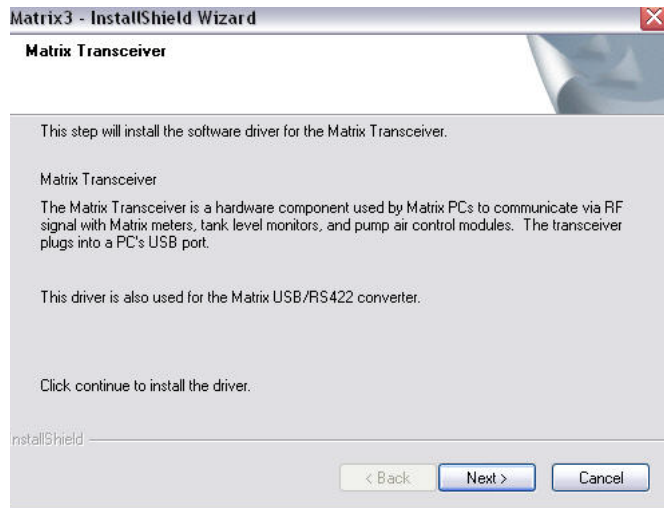 Matrix3 - InstallShield Wizard
Matrix Transceiver
This step will install the software driver for the Matrix Transceiver.
Matrix Transceiver
The Matrix Transceiver is a hardware component used by Matrix PCs to communicate via RF
signal with Matrix meters, tank level monitors, and pump air control modules. The transceiver
plugs into a PC's USB port.
This driver is also used for the Matrix USB/RS422 converter.
Click continue to install the driver.
nstallShield
< Back
Next >
Cancel